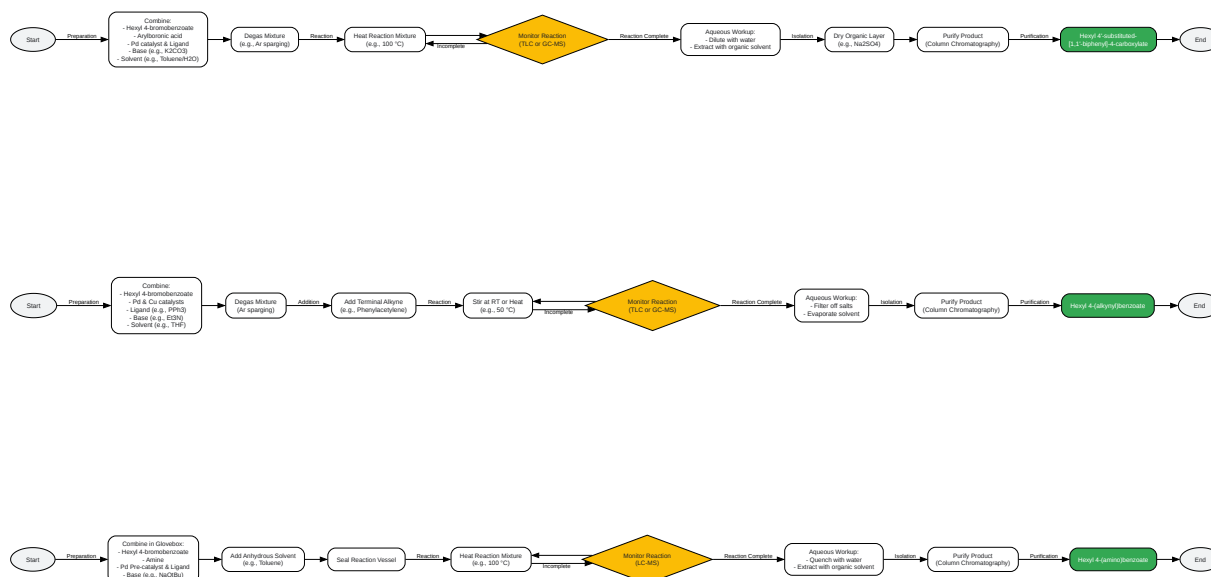 Start
Preparation
Combine:
- Hexyl 4-bromobenzoate
- Arylboronic acid
- Pd catalyst & Ligand
- Base (e.g., K2CO3)
- Solvent (e.g., Toluene/H2O)
Degas Mixture
(e.g., Ar sparging)
Reaction
Heat Reaction Mixture
(e.g., 100 °C)
Incomplete
Monitor Reaction
(TLC or GC-MS)
Reaction Complete
Aqueous Workup:
- Dilute with water
- Extract with organic solvent
Isolation
Dry Organic Layer
(e.g., Na2SO4)
Purify Product
(Column Chromatography)
Purification
Hexyl 4'-substituted-
[1,1'-biphenyl]-4-carboxylate
End
Start
Preparation
Combine:
- Hexyl 4-bromobenzoate
- Pd & Cu catalysts
- Ligand (e.g., PPh3)
- Base (e.g., Et3N)
- Solvent (e.g., THF)
Degas Mixture
(Ar sparging)
Addition
Add Terminal Alkyne
(e.g., Phenylacetylene)
Reaction
Stir at RT or Heat
(e.g., 50 °C)
Incomplete
Monitor Reaction
(TLC or GC-MS)
Reaction Complete
Aqueous Workup:
- Filter off salts
- Evaporate solvent
Isolation
Purify Product
(Column Chromatography)
Purification
Hexyl 4-(alkynyl)benzoate
End
Start
Preparation
Combine in Glovebox:
- Hexyl 4-bromobenzoate
- Amine
- Pd Pre-catalyst & Ligand
- Base (e.g., NaOtBu)
Add Anhydrous Solvent
(e.g., Toluene)
Seal Reaction Vessel
Reaction
Heat Reaction Mixture
(e.g., 100 °C)
Incomplete
Monitor Reaction
(LC-MS)
Reaction Complete
Aqueous Workup:
- Quench with water
- Extract with organic solvent
Isolation
Purify Product
(Column Chromatography)
Purification
Hexyl 4-(amino)benzoate
End